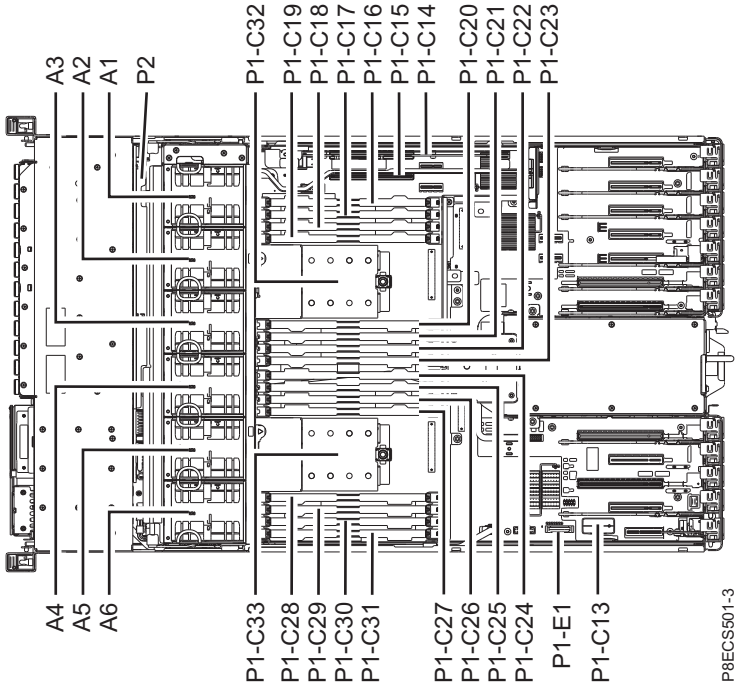 A3
A2
A1
P2
P1-C32
P1-C19
P1-C18
P1-C17
P1-C16
P1-C15
P1-C14
P1-C20
P1-C21
P1-C22
P1-C23
A4
A5
A6
P1-C33
P1-C28
P1-C29
P1-C30
P1-C31
P1-C27
P1-C26
P1-C25
P1-C24
P1-E1
P1-C13
P8ECS501-3